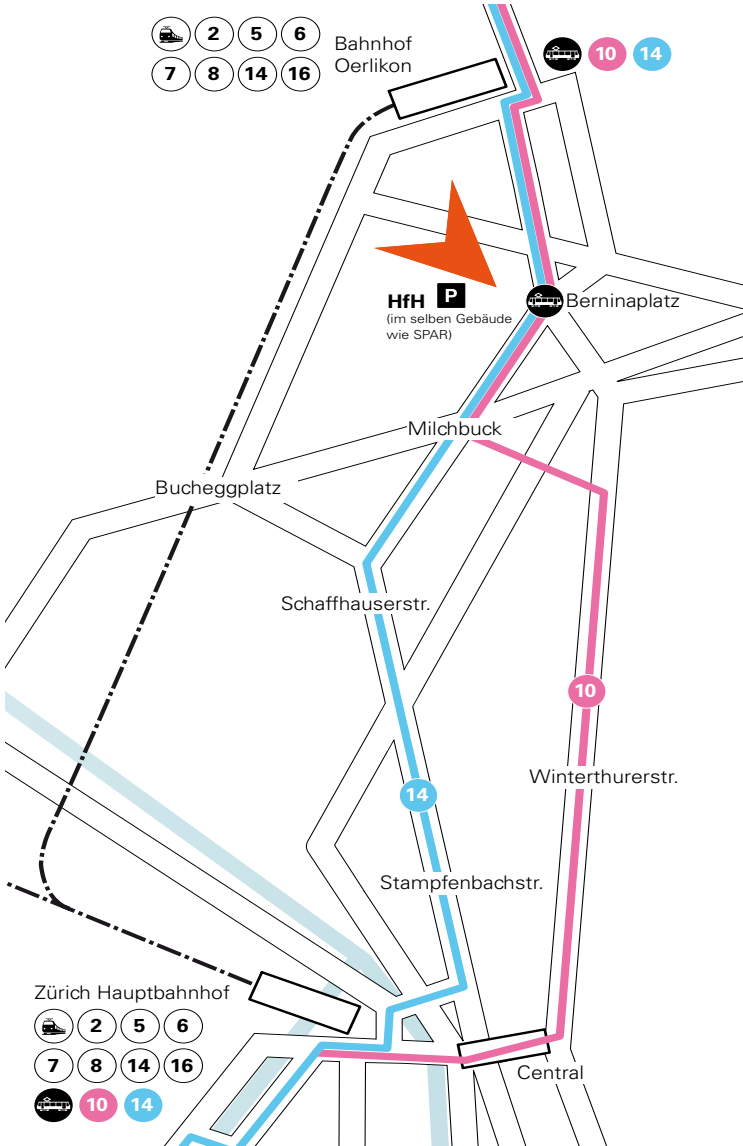 2 5 6
7 8 14 16
Bahnhof
Oerlikon
10 14
HfH P
(im selben Gebäude
wie SPAR)
Berninaplatz
Milchbuck
Bucheggplatz
Schaffhauserstr.
10
Winterthurerstr.
14
Stampfenbachstr.
Zürich Hauptbahnhof
2 5 6
7 8 14 16
10 14
Central